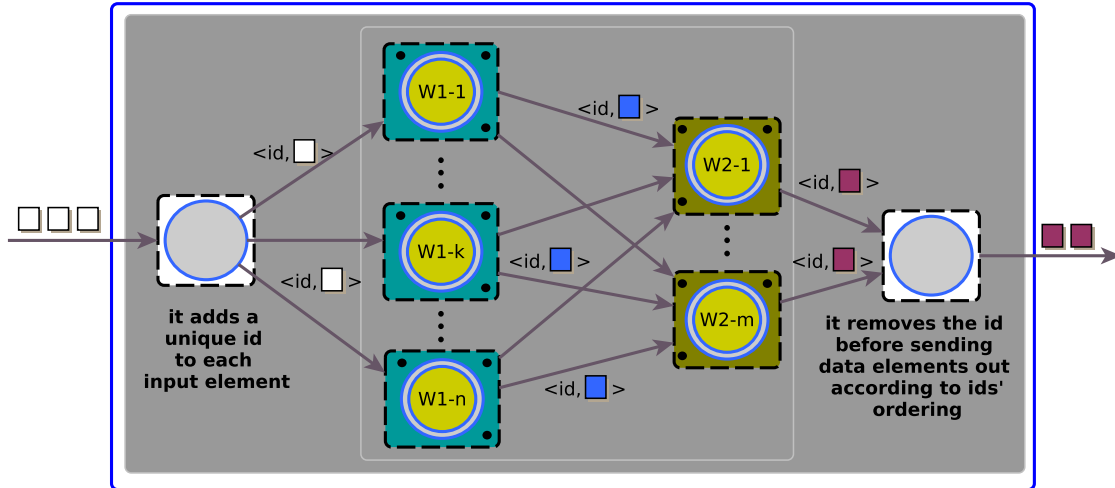 W1-1
<id, >
<id, >
W2-1
<id, >
W1-k
<id, >
<id, >
<id, >
it adds a
unique id
to each
input element
W2-m
it removes the id
before sending
data elements out
according to ids'
ordering
W1-n
<id, >